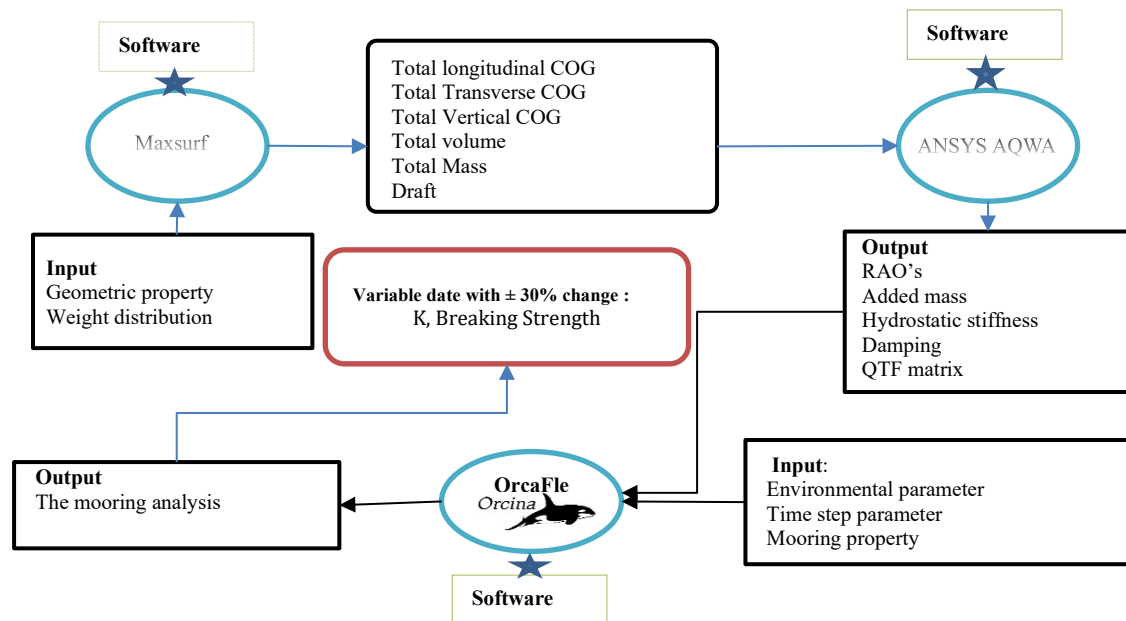 Software
Maxsurf
Total longitudinal COG
Total Transverse COG
Total Vertical COG
Total volume
Total Mass
Draft
Software
ANSYS AQWA
Input
Geometric property
Weight distribution
Variable date with ± 30% change :
K, Breaking Strength
Output
RAO’s
Added mass
Hydrostatic stiffness
Damping
QTF matrix
Output
The mooring analysis
OrcaFle
Orcina
Input:
Environmental parameter
Time step parameter
Mooring property
Software